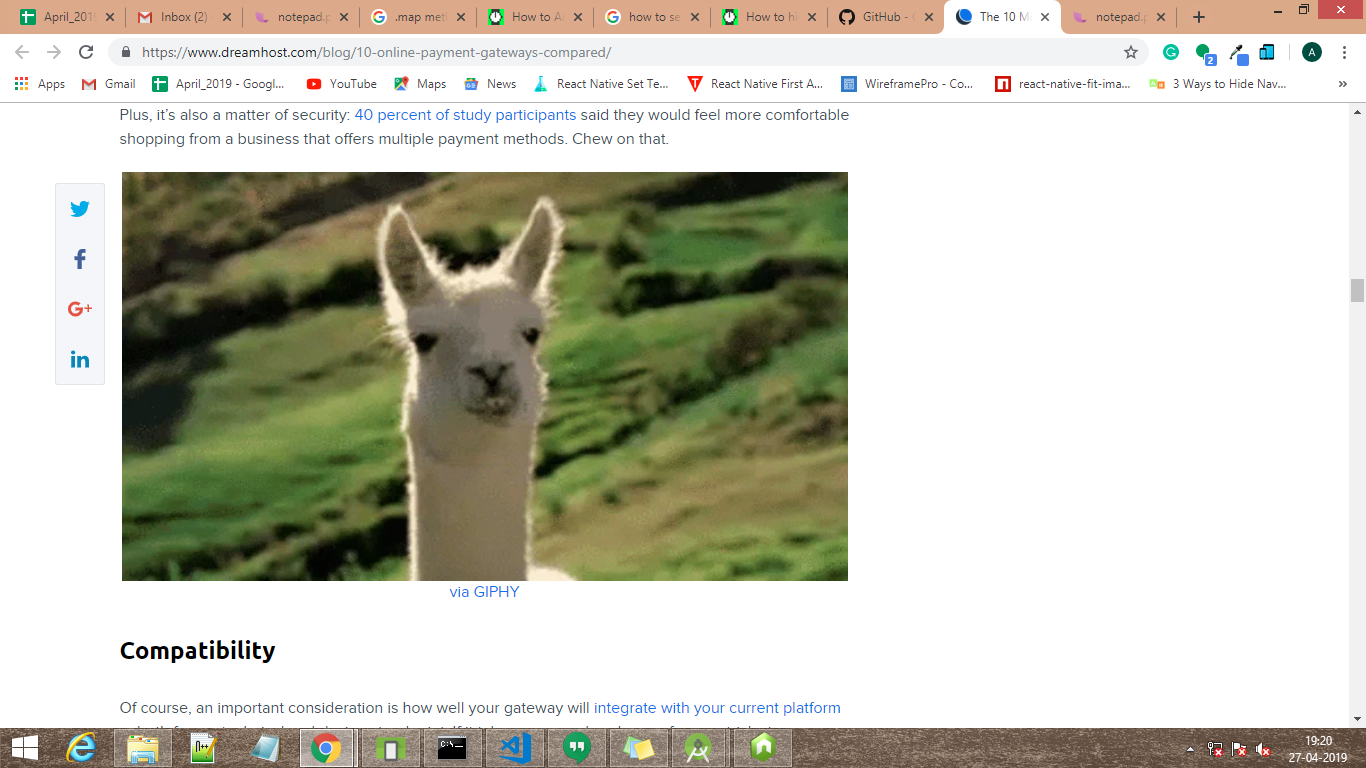 April_2019
Inbox (2)
notepad.p
.map met
How to A
how to se
How to hi
GitHub -
The 10 M
notepad.p
https://www.dreamhost.com/blog/10-online-payment-gateways-compared/
2
A
Apps
Gmail
April_2019 - Googl...
YouTube
Maps
News
React Native Set Te...
React Native First A...
WireframePro - Co...
react-native-fit-ima...
3 Ways to Hide Nav...
»
Plus, it's also a matter of security: 40 percent of study participants said they would feel more comfortable
shopping from a business that offers multiple payment methods. Chew on that.
via GIPHY
Compatibility
Of course, an important consideration is how well your gateway will integrate with your current platform
19:20
27-04-2019